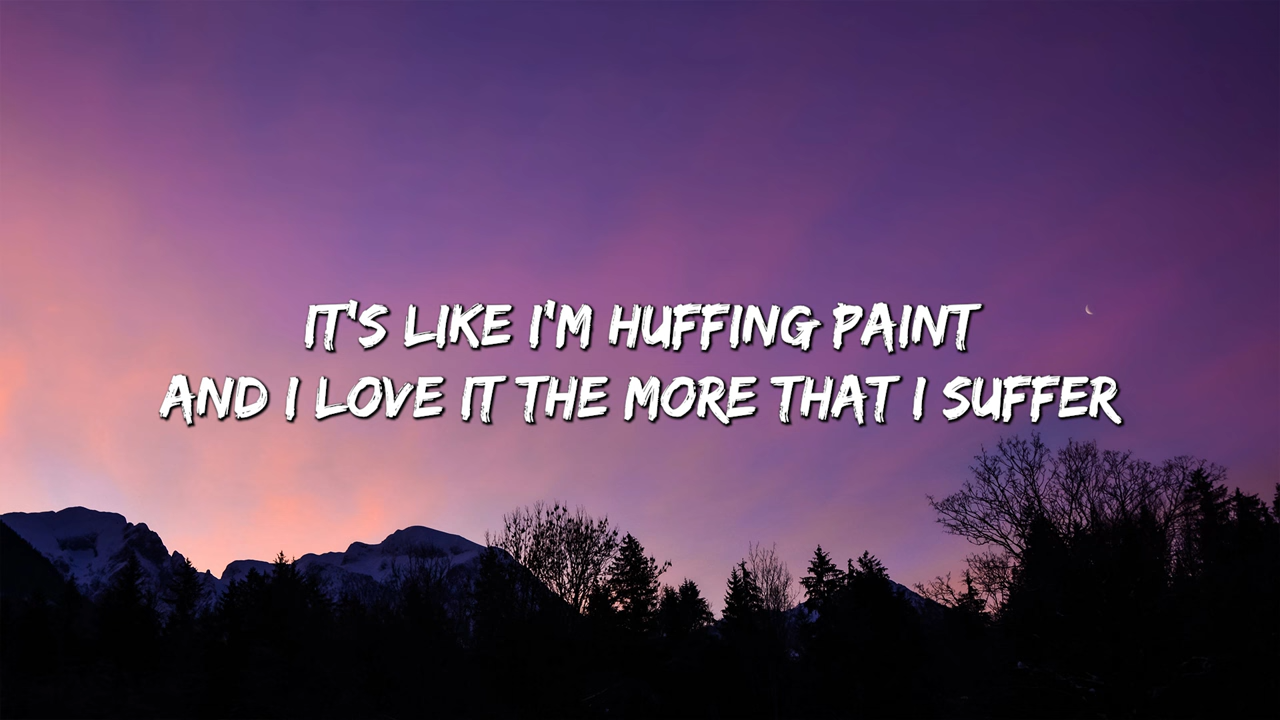 IT'S LIKE I'M HUFFING PAINT
AND I LOVE IT THE MORE THAT I SUFFER